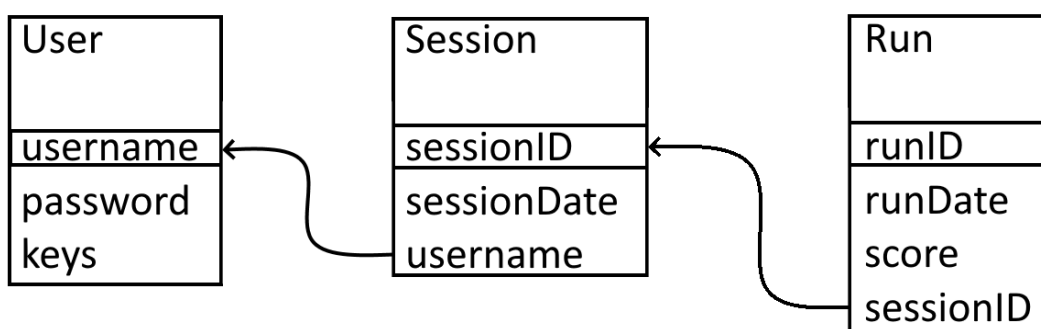 User
username
password
keys
Session
sessionID
sessionDate
username
Run
runID
runDate
score
sessionID